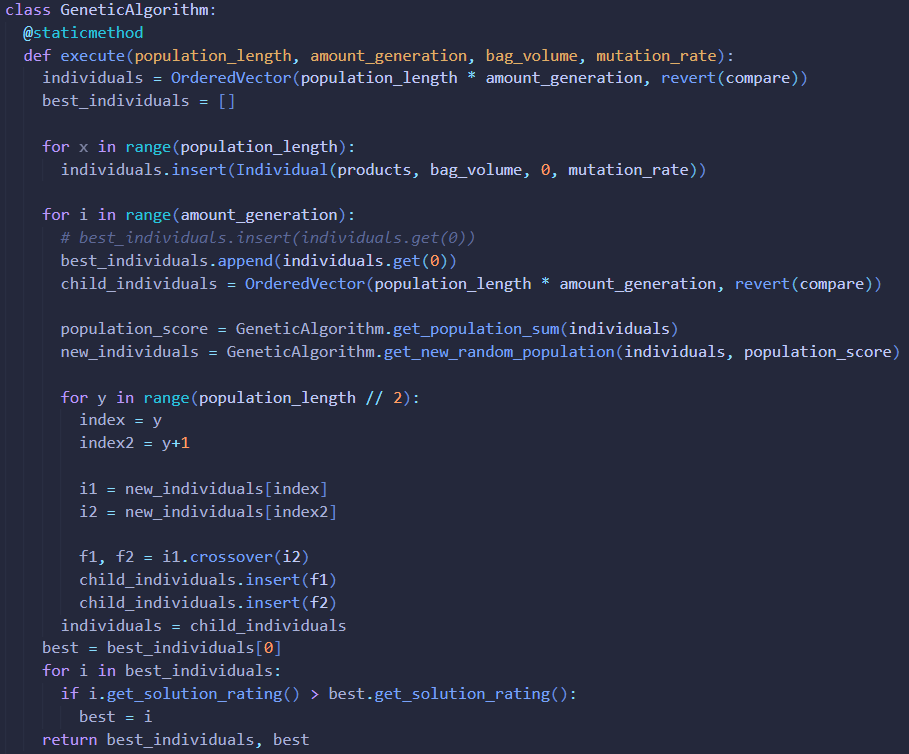 class GeneticAlgorithm:
  @staticmethod
  def execute(population_length, amount_generation, bag_volume, mutation_rate):
    individuals = OrderedVector(population_length * amount_generation, revert(compare))
    best_individuals = []

    for x in range(population_length):
      individuals.insert(Individual(products, bag_volume, 0, mutation_rate))

    for i in range(amount_generation):
      # best_individuals.insert(individuals.get(0))
      best_individuals.append(individuals.get(0))
      child_individuals = OrderedVector(population_length * amount_generation, revert(compare))

      population_score = GeneticAlgorithm.get_population_sum(individuals)
      new_individuals = GeneticAlgorithm.get_new_random_population(individuals, population_score)

      for y in range(population_length // 2):
        index = y
        index2 = y+1

        i1 = new_individuals[index]
        i2 = new_individuals[index2]

        f1, f2 = i1.crossover(i2)
        child_individuals.insert(f1)
        child_individuals.insert(f2)
      individuals = child_individuals
    best = best_individuals[0]
    for i in best_individuals:
      if i.get_solution_rating() > best.get_solution_rating():
        best = i
    return best_individuals, best